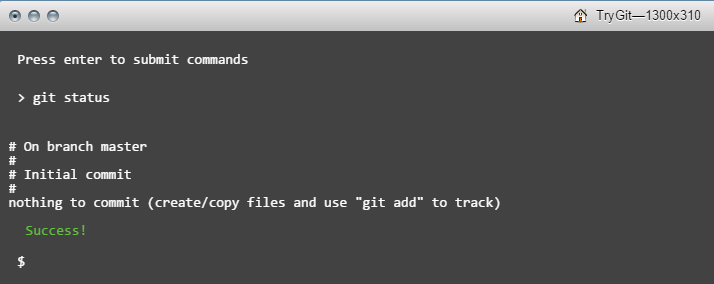 TryGit—1300x310
Press enter to submit commands
> git status
# On branch master
#
# Initial commit
#
nothing to commit (create/copy files and use "git add" to track)
Success!
$